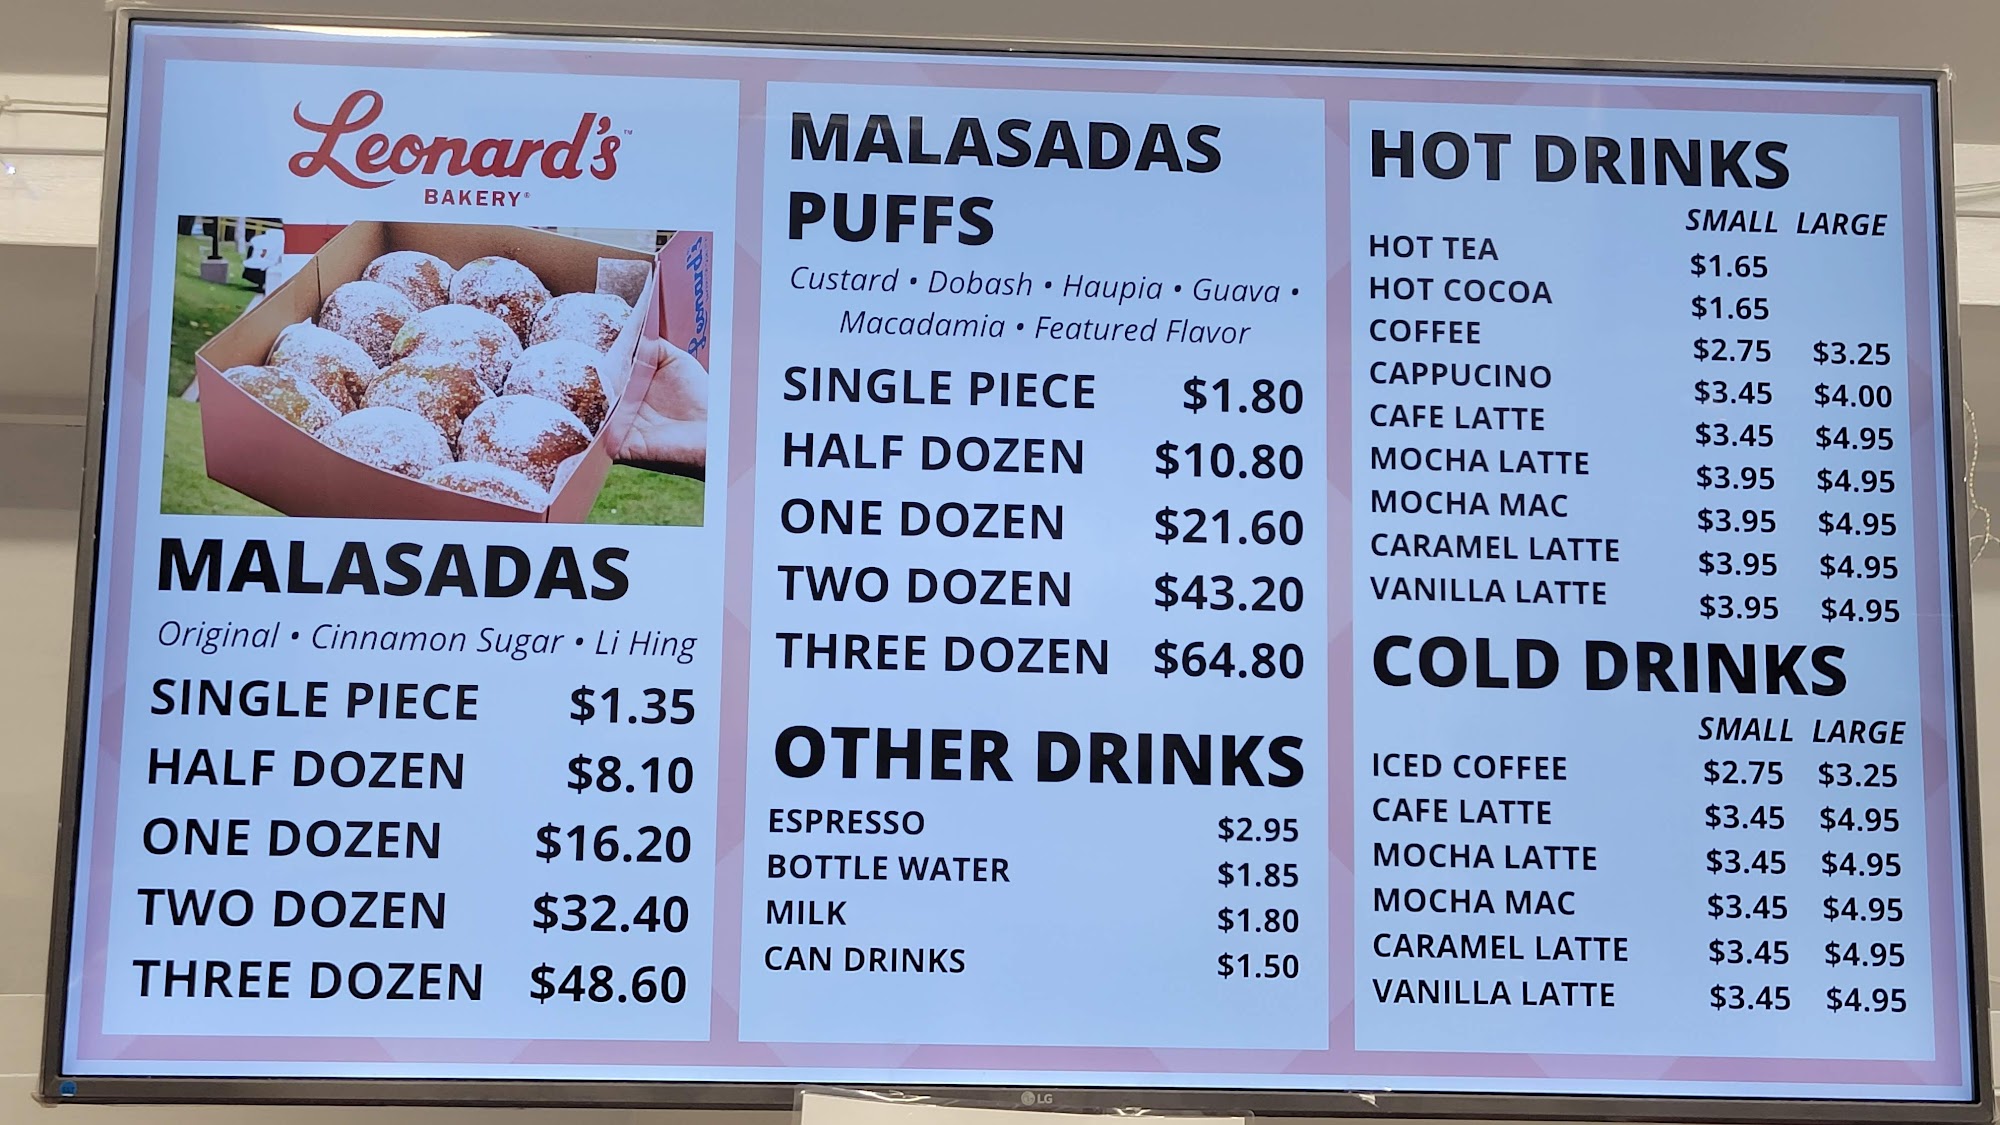 Leonard's™
BAKERY®
Leonard's
MALASADAS
Original • Cinnamon Sugar • Li Hing
SINGLE PIECE $1.35
HALF DOZEN $8.10
ONE DOZEN $16.20
TWO DOZEN $32.40
THREE DOZEN $48.60
MALASADAS
PUFFS
Custard • Dobash • Haupia • Guava •
Macadamia • Featured Flavor
SINGLE PIECE $1.80
HALF DOZEN $10.80
ONE DOZEN $21.60
TWO DOZEN $43.20
THREE DOZEN $64.80
OTHER DRINKS
ESPRESSO $2.95
BOTTLE WATER $1.85
MILK $1.80
CAN DRINKS $1.50
HOT DRINKS
SMALL LARGE
HOT TEA $1.65
HOT COCOA $1.65
COFFEE $2.75 $3.25
CAPPUCINO $3.45 $4.00
CAFE LATTE $3.45 $4.95
MOCHA LATTE $3.95 $4.95
MOCHA MAC $3.95 $4.95
CARAMEL LATTE $3.95 $4.95
VANILLA LATTE $3.95 $4.95
COLD DRINKS
SMALL LARGE
ICED COFFEE $2.75 $3.25
CAFE LATTE $3.45 $4.95
MOCHA LATTE $3.45 $4.95
MOCHA MAC $3.45 $4.95
CARAMEL LATTE $3.45 $4.95
VANILLA LATTE $3.45 $4.95
LG